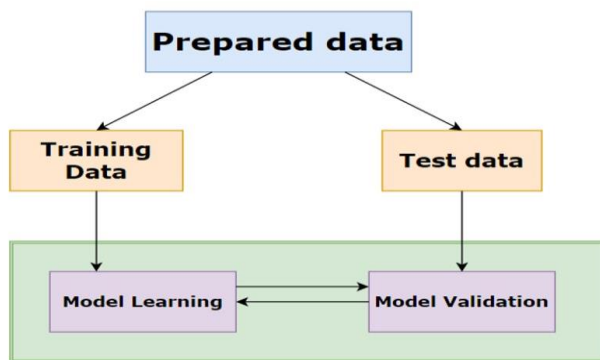 Prepared data
Training
Data
Test data
Model Learning
Model Validation